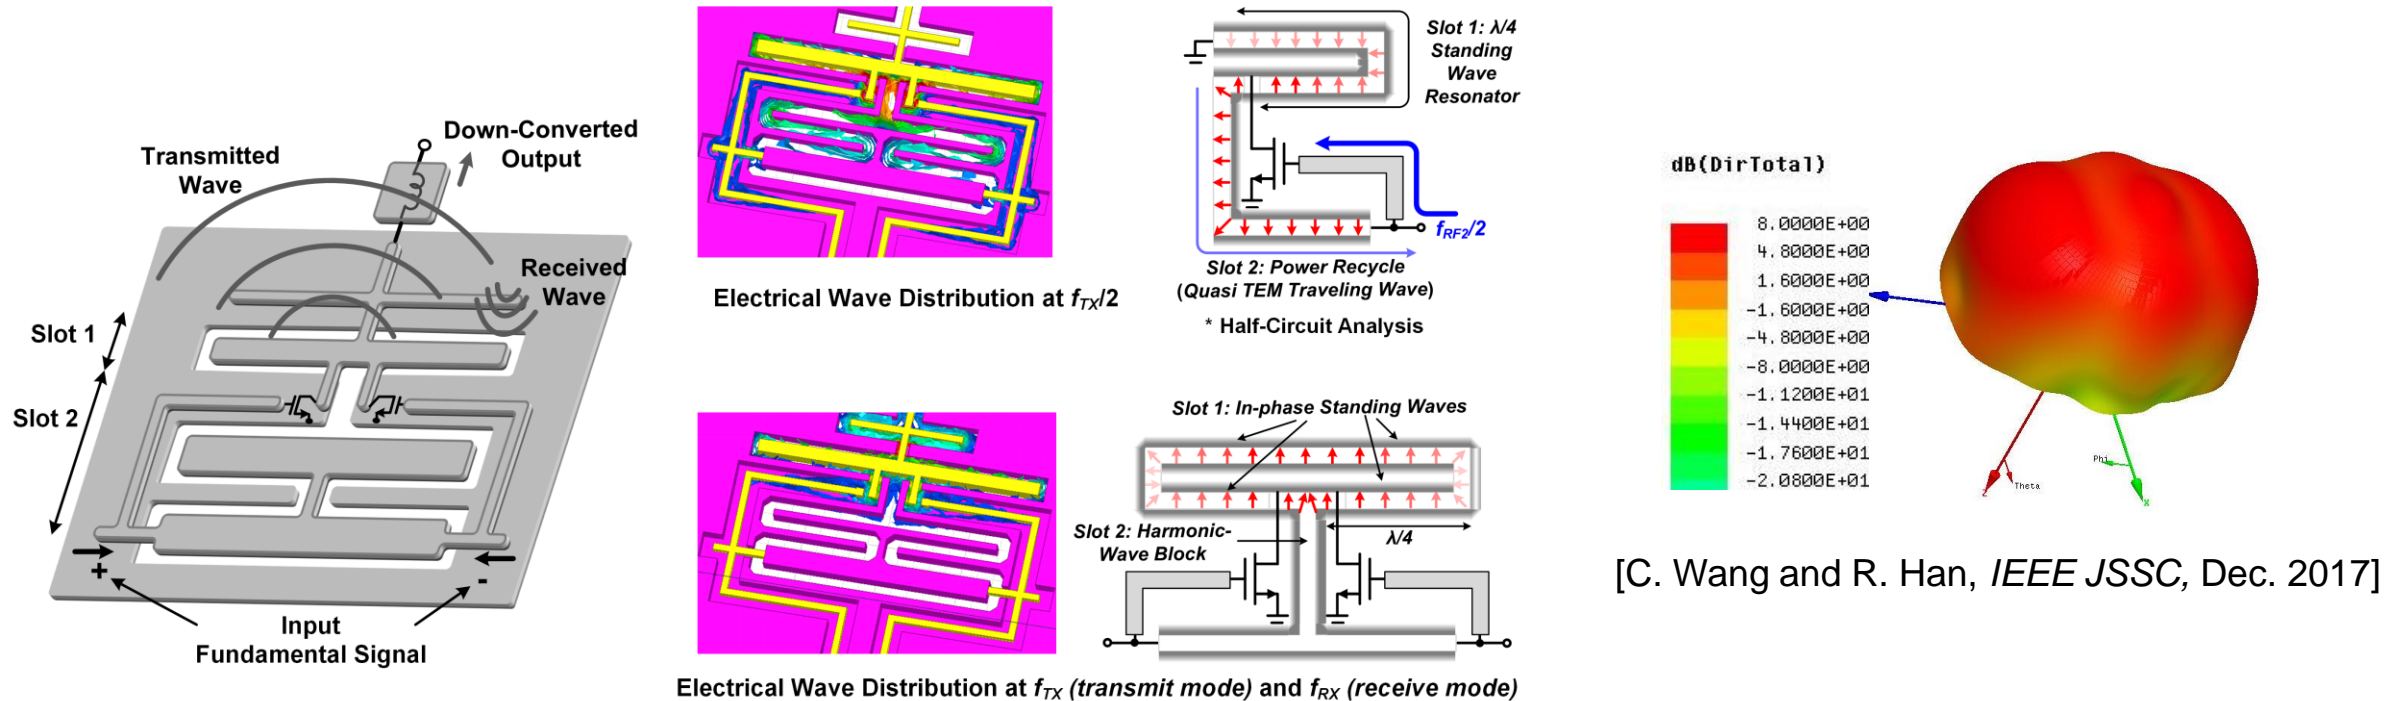 Down-Converted
Output
Transmitted
Wave
Received
Wave
Slot 1
Slot 2
+
-
Input
Fundamental Signal
Electrical Wave Distribution at fTX/2
Slot 1: λ/4
Standing
Wave
Resonator
fRF2/2
Slot 2: Power Recycle
(Quasi TEM Traveling Wave)
* Half-Circuit Analysis
Slot 1: In-phase Standing Waves
Slot 2: Harmonic-
Wave Block
λ/4
Electrical Wave Distribution at fTX (transmit mode) and fRX (receive mode)
dB(DirTotal)
8.0000E+00
4.8000E+00
1.6000E+00
-1.6000E+00
-4.8000E+00
-8.0000E+00
-1.1200E+01
-1.4400E+01
-1.7600E+01
-2.0800E+01
Phi
Theta
Z
X
[C. Wang and R. Han, IEEE JSSC, Dec. 2017]